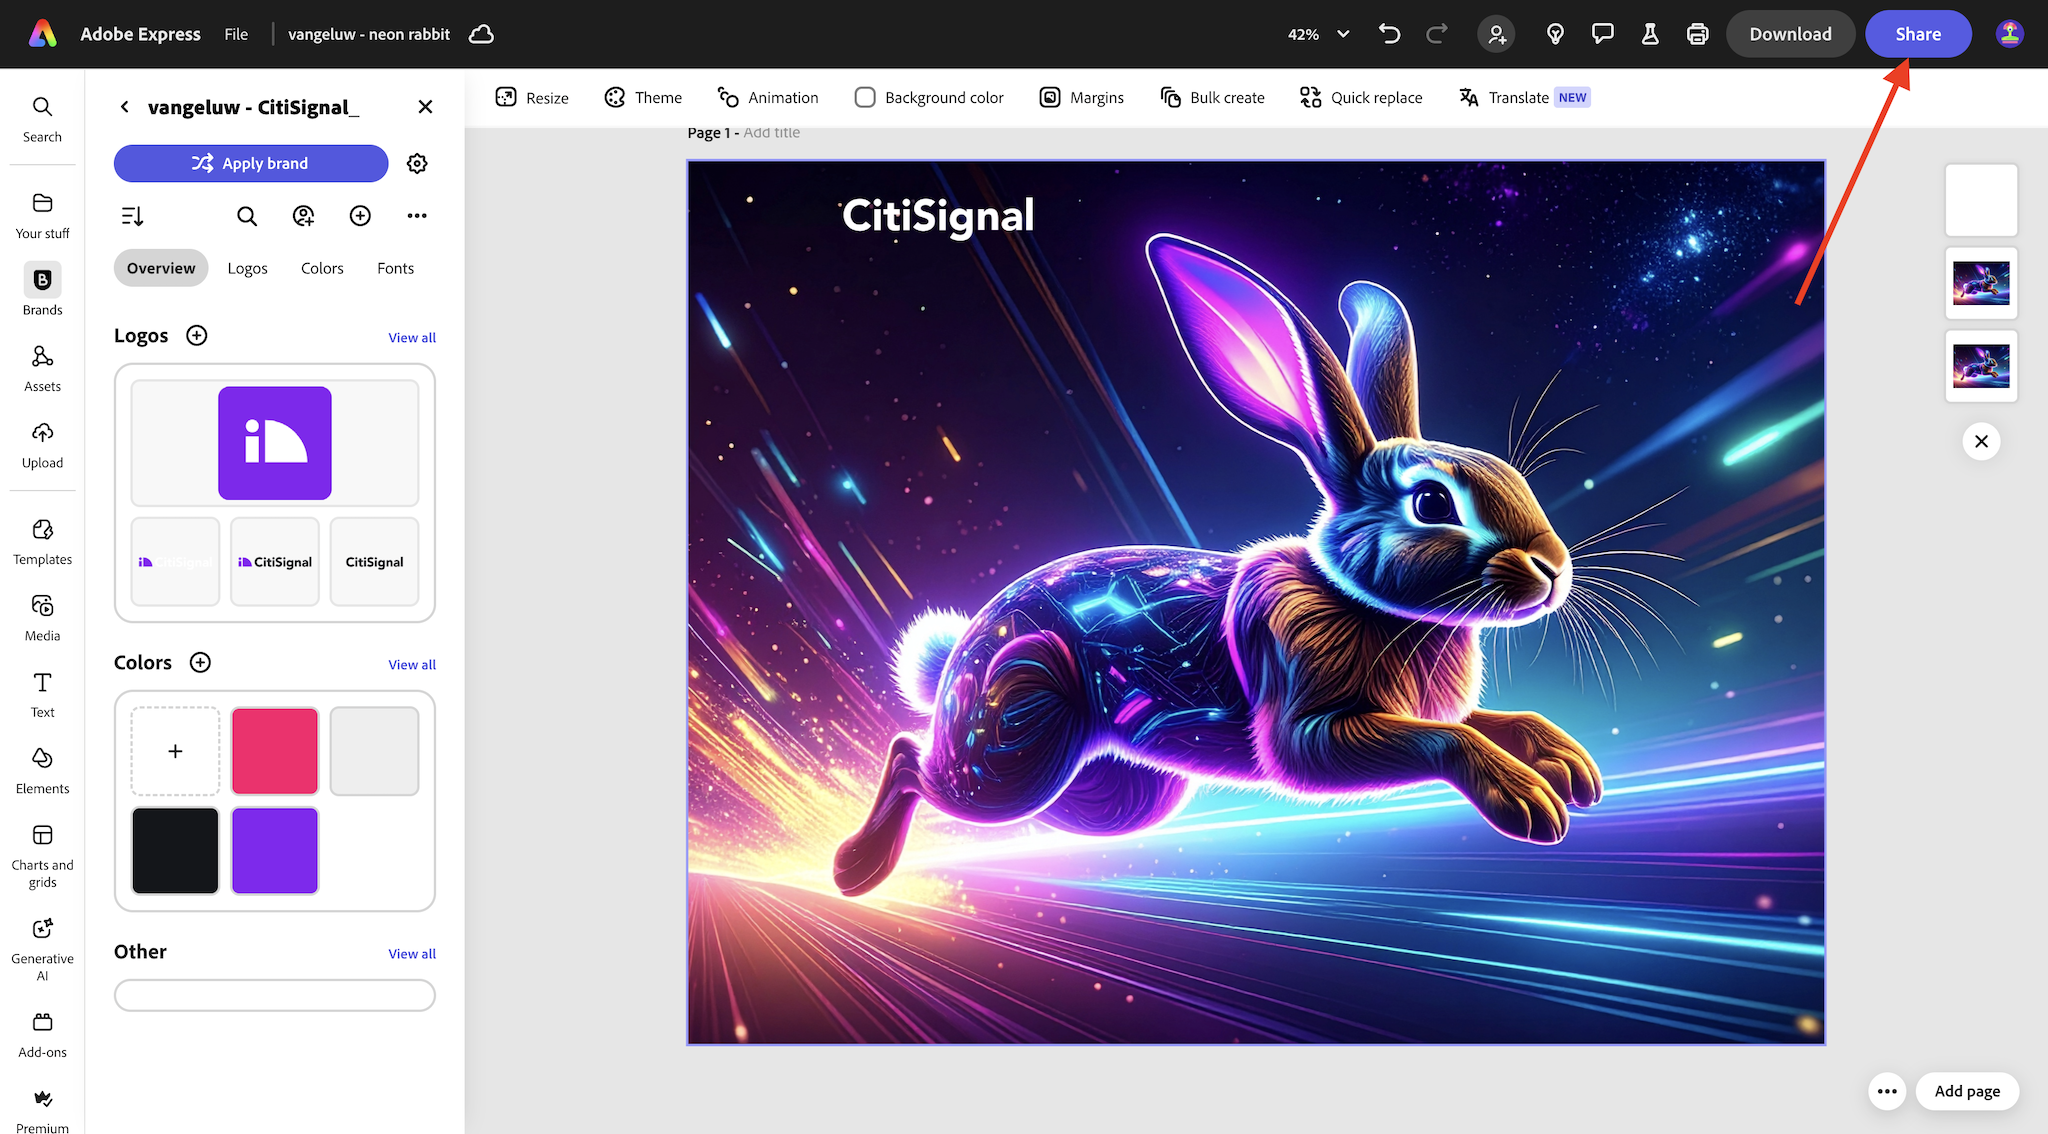 Adobe Express
File
vangeluw - neon rabbit
42%
Download
Share
Search
Your stuff
Brands
Assets
Upload
Templates
Media
Text
Elements
Charts and
grids
Generative
AI
Add-ons
Premium
vangeluw - CitiSignal_
Apply brand
Overview
Logos
Colors
Fonts
Logos
View all
CitiSignal
CitiSignal
CitiSignal
Colors
View all
Other
View all
Resize
Theme
Animation
Background color
Margins
Bulk create
Quick replace
Translate NEW
Page 1 - Add title
CitiSignal
Add page